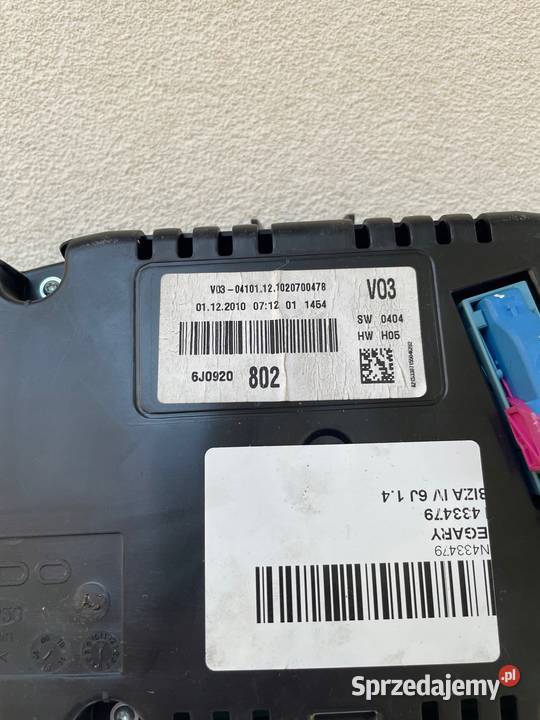 V03-04101.12.1020700478
01.12.2010 07:12 01 1454
V03
SW 0404
HW H05
6J0920 802
BIZA IV 6J 1.4
433479
EGARY
N433479
Sprzedajemy
.pl